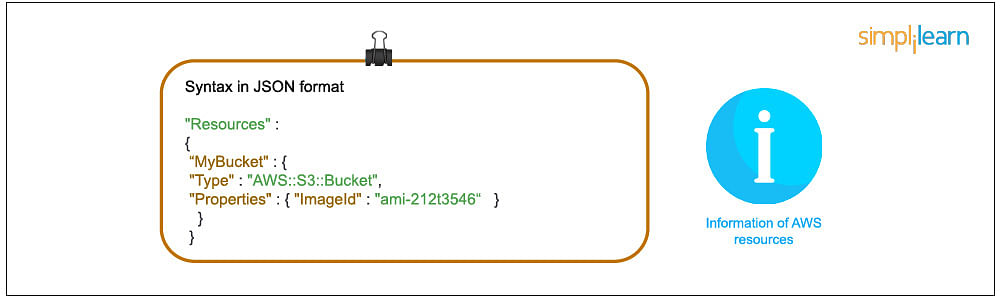 simplilearn
Syntax in JSON format
"Resources" :
{
“MyBucket" : {
"Type" : "AWS::S3::Bucket",
"Properties" : { "ImageId" : "ami-212t3546“ }
}
}
Information of AWS
resources